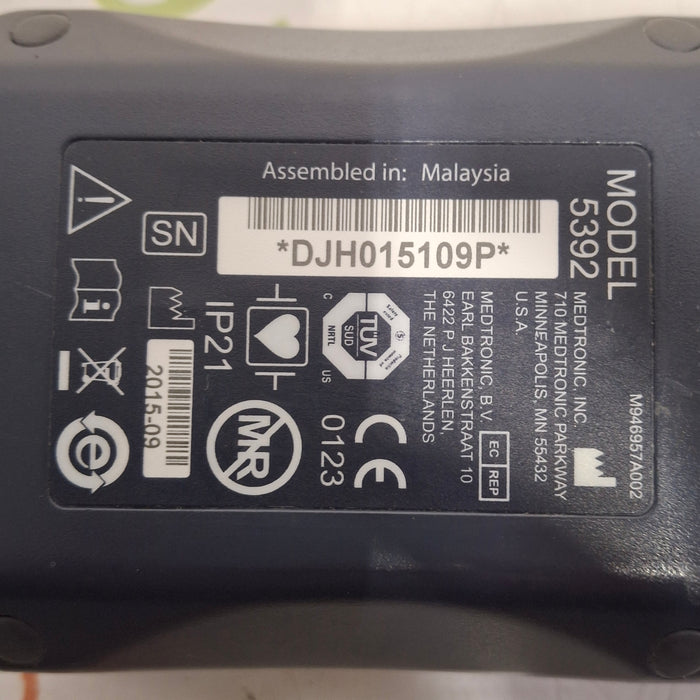 MODEL
5392
M946957A002
MEDTRONIC, INC.
710 MEDTRONIC PARKWAY
MINNEAPOLIS, MN 55432
U.S.A.
MEDTRONIC, B.V.
EARL BAKKENSTRAAT 10
6422 PJ HEERLEN,
THE NETHERLANDS
EC REP
Assembled in: Malaysia
SN
*DJH015109P*
C
TÜV
SUD
NRTL
US
CE
0123
IP21
MR
2015-09
i
e